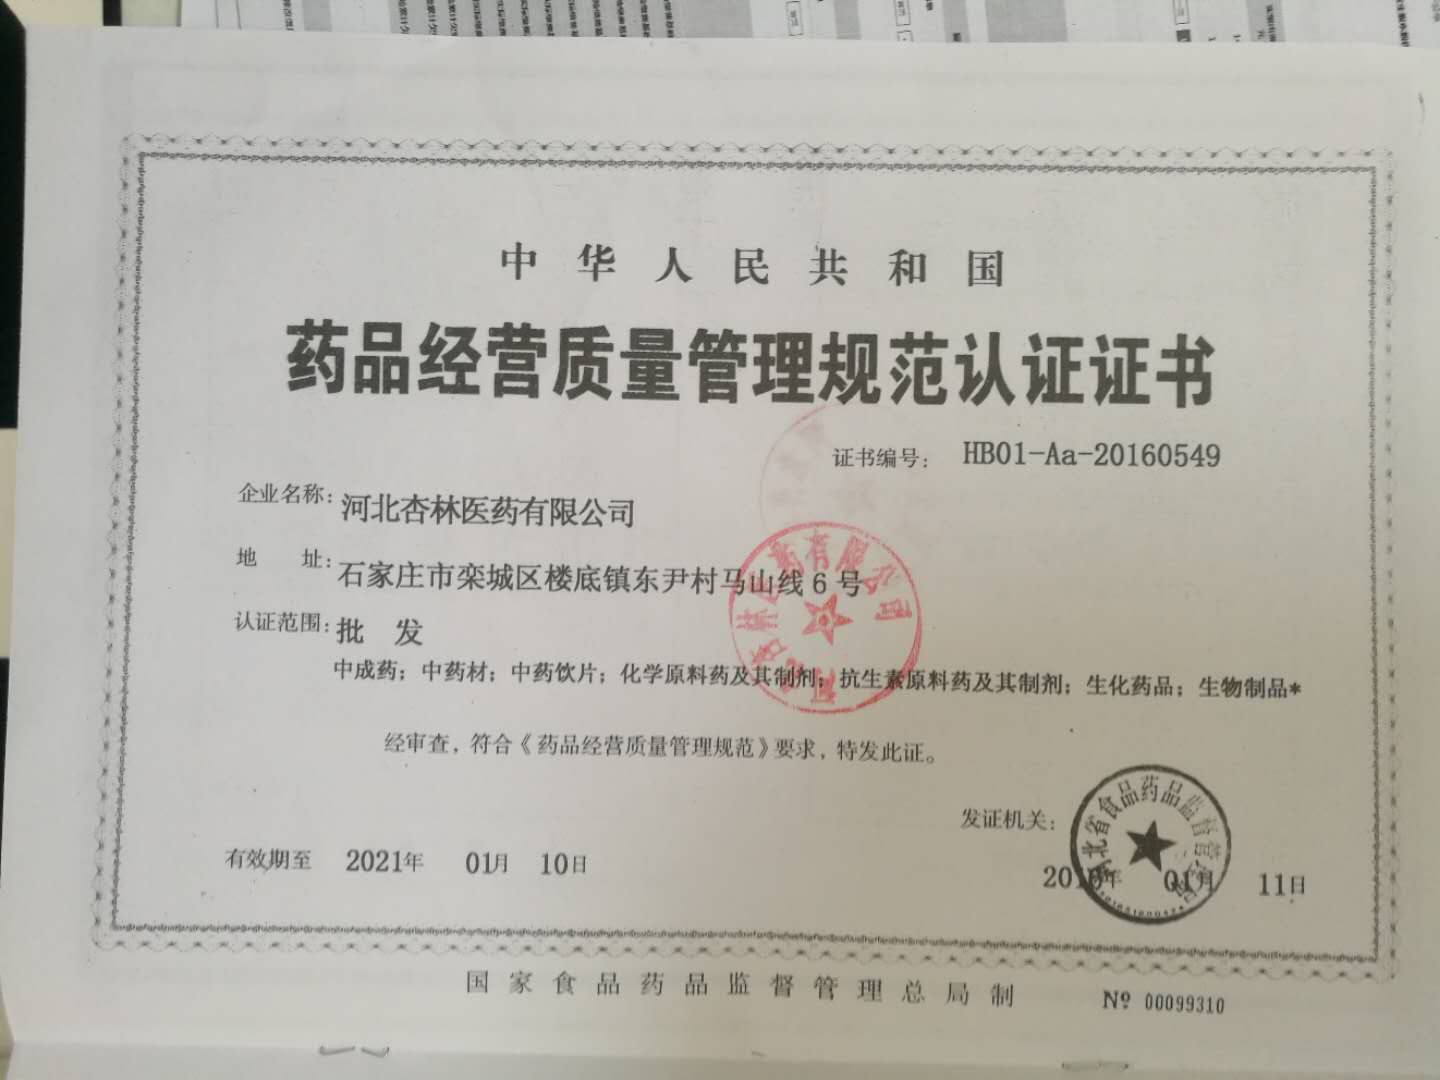 中华人民共和国
药品经营质量管理规范认证证书
证书编号: HB01-Aa-20160549
企业名称: 河北杏林医药有限公司
地 址: 石家庄市栾城区楼底镇东尹村马山线6号
认证范围: 批 发
中成药; 中药材; 中药饮片; 化学原料药及其制剂; 抗生素原料药及其制剂; 生化药品; 生物制品*
经审查, 符合《药品经营质量管理规范》要求, 特发此证。
发证机关:
有效期至 2021年 01月 10日
2016年 01月 11日
国家食品药品监督管理总局制
Nº 00099310